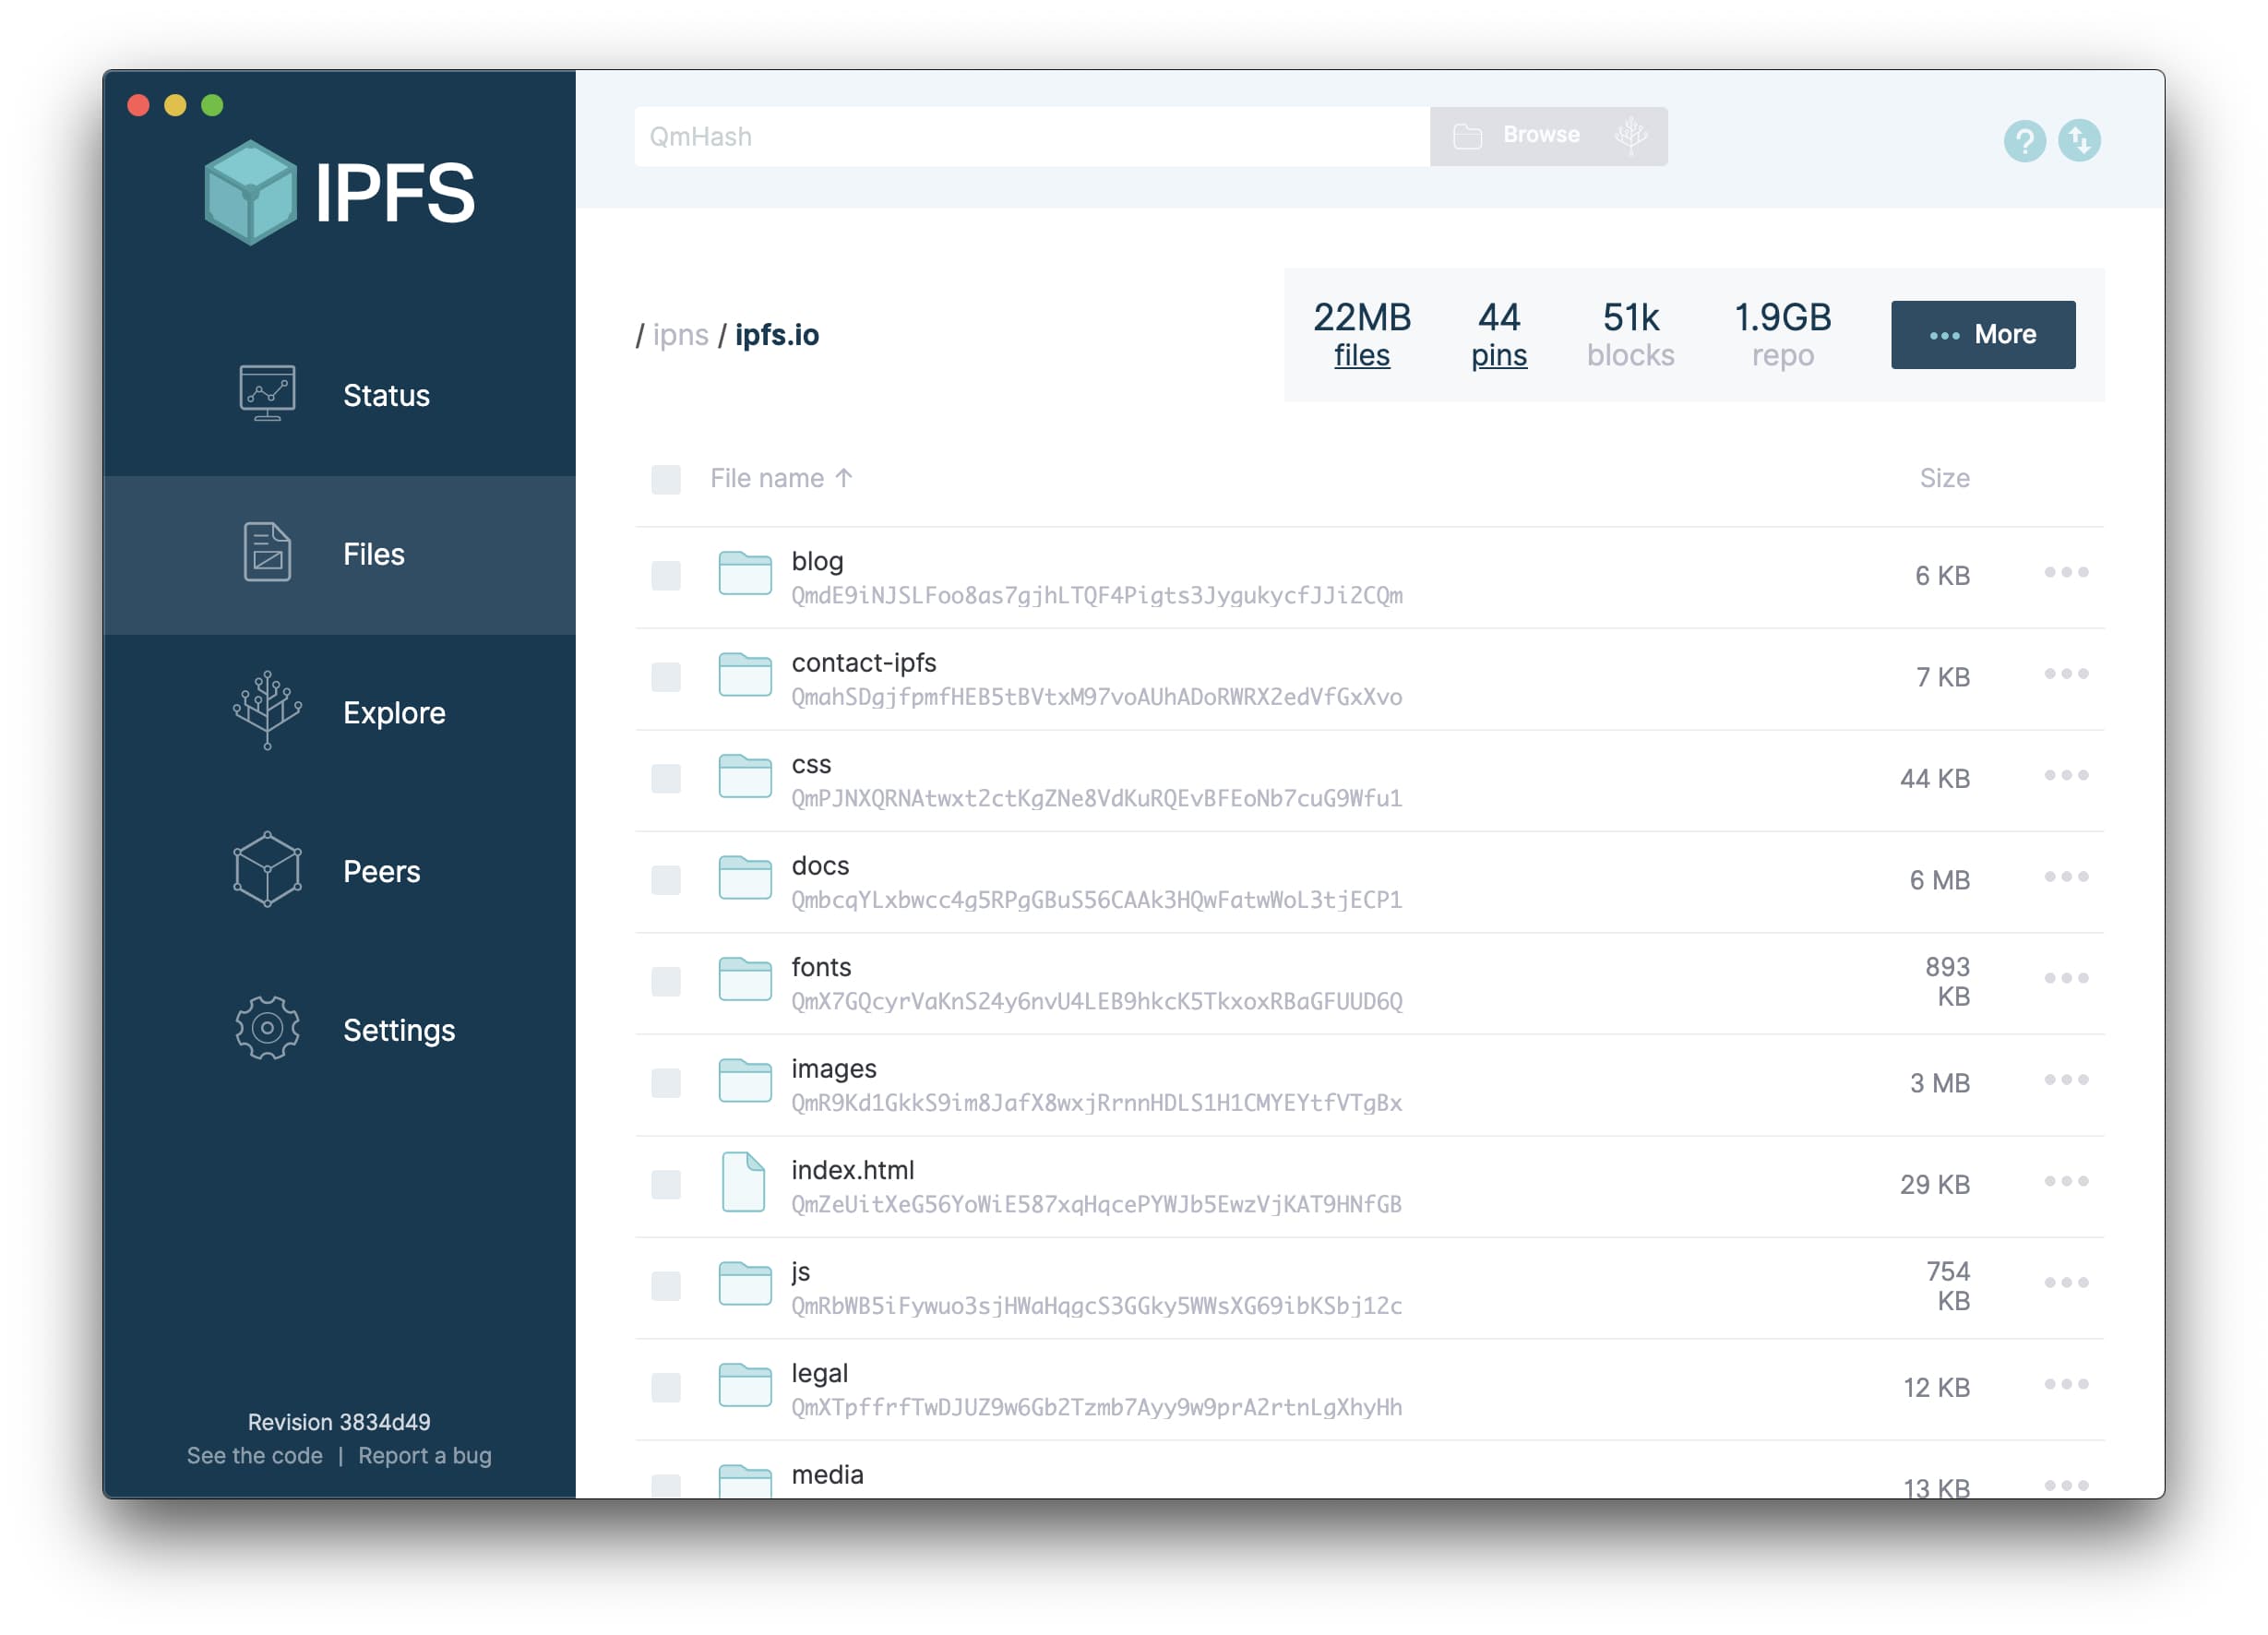 IPFS
Status
Files
Explore
Peers
Settings
Revision 3834d49
See the code | Report a bug
QmHash
Browse
/ ipns / ipfs.io
22MB
files
44
pins
51k
blocks
1.9GB
repo
••• More
File name ↑
Size
blog
QmdE9iNJSLFoo8as7gjhLTQF4Pigts3JygukycfJJi2CQm
6 KB
contact-ipfs
QmahSDgjfpmfHEB5tBVtxM97voAUhADoRWRX2edVfGxXvo
7 KB
css
QmPJNXQRNAtwxt2ctKgZNe8VdKuRQEvBFEoNb7cuG9Wfu1
44 KB
docs
QmbcqYLxbwcc4g5RPgGBuS56CAAk3HQwFatwWoL3tjECP1
6 MB
fonts
QmX7GQcyrVaKnS24y6nvU4LEB9hkcK5TkxoxRBaGFUUD6Q
893
KB
images
QmR9Kd1GkkS9im8JafX8wxjRrnnHDLS1H1CMYEYtfVTgBx
3 MB
index.html
QmZeUitXeG56YoWiE587xqHqcePYWJb5EwzVjKAT9HNfGB
29 KB
js
QmRbWB5iFywuo3sjHWaHqgcS3GGky5WWsXG69ibKSbj12c
754
KB
legal
QmXTpffrfTwDJUZ9w6Gb2Tzmb7Ayy9w9prA2rtnLgXhyHh
12 KB
media
13 KB